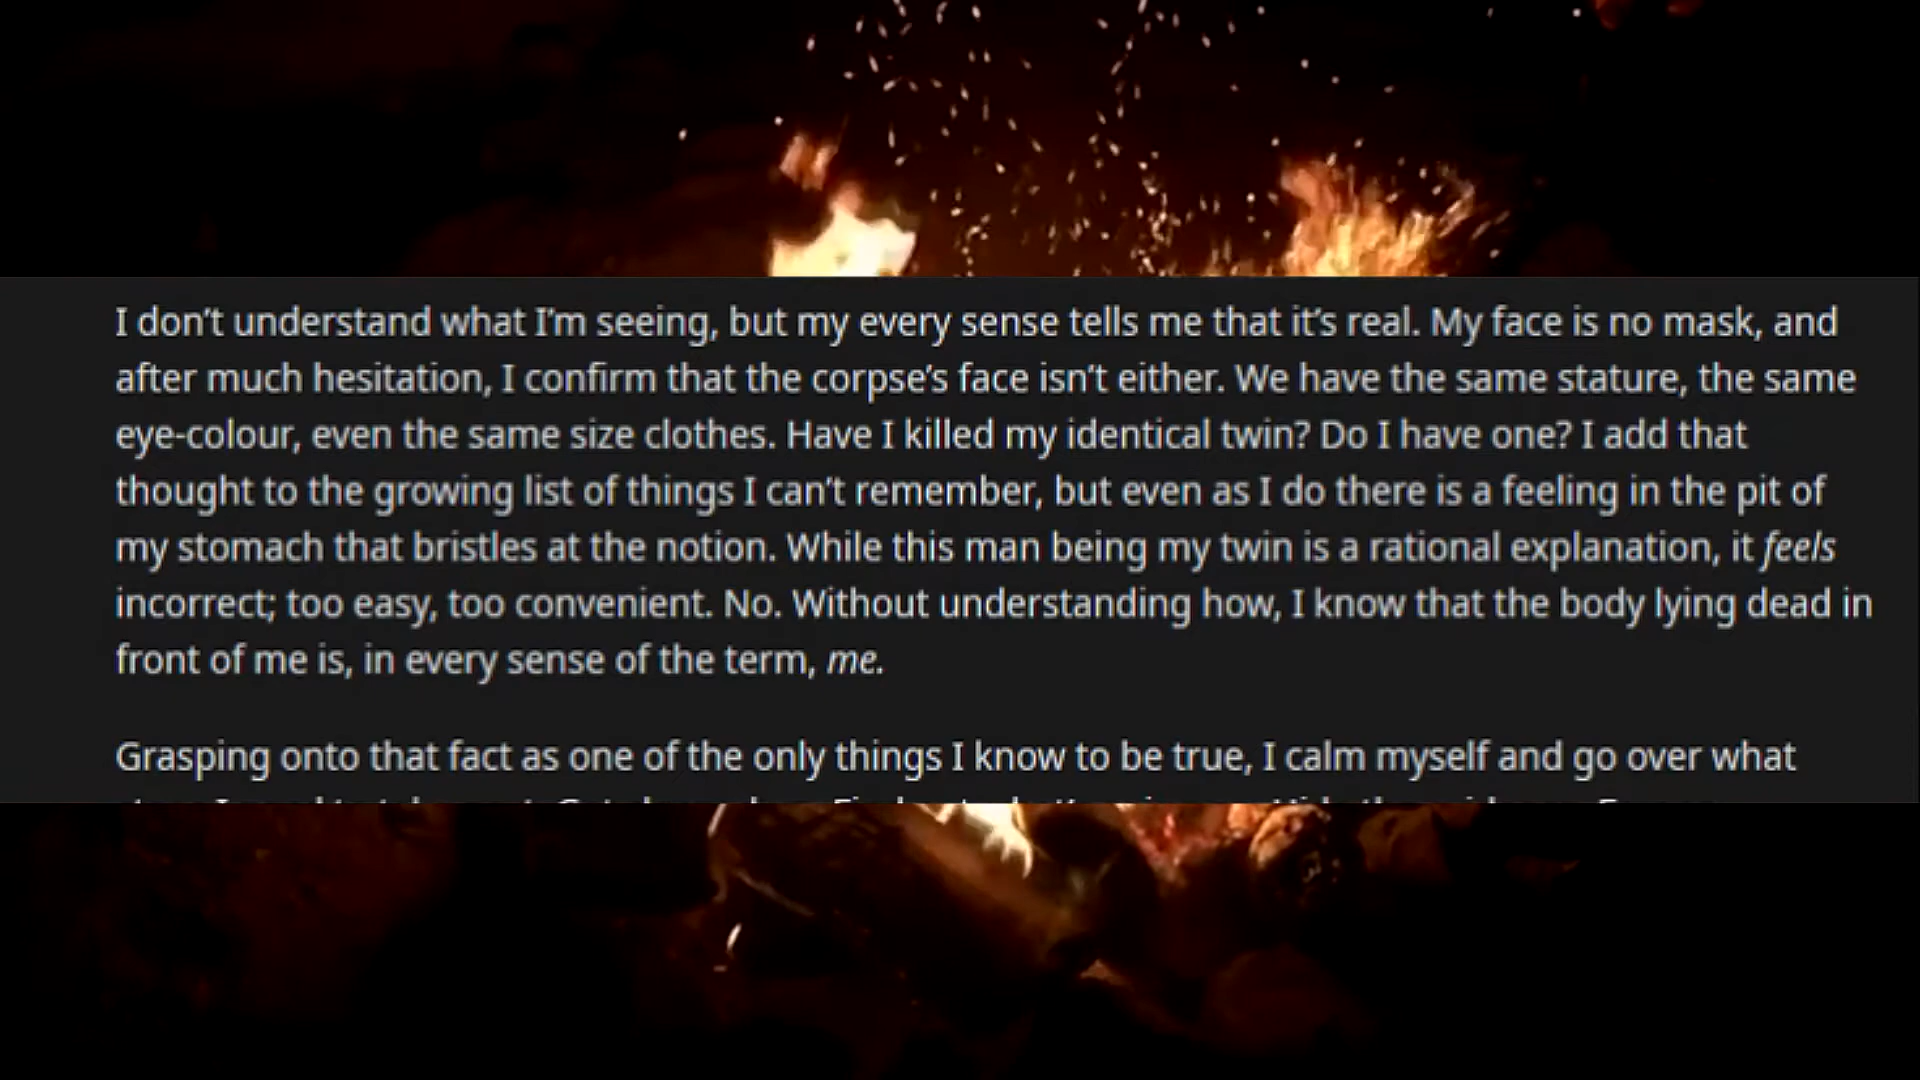 I don’t understand what I’m seeing, but my every sense tells me that it’s real. My face is no mask, and
after much hesitation, I confirm that the corpse’s face isn’t either. We have the same stature, the same
eye-colour, even the same size clothes. Have I killed my identical twin? Do I have one? I add that
thought to the growing list of things I can’t remember, but even as I do there is a feeling in the pit of
my stomach that bristles at the notion. While this man being my twin is a rational explanation, it feels
incorrect; too easy, too convenient. No. Without understanding how, I know that the body lying dead in
front of me is, in every sense of the term, me.
Grasping onto that fact as one of the only things I know to be true, I calm myself and go over what